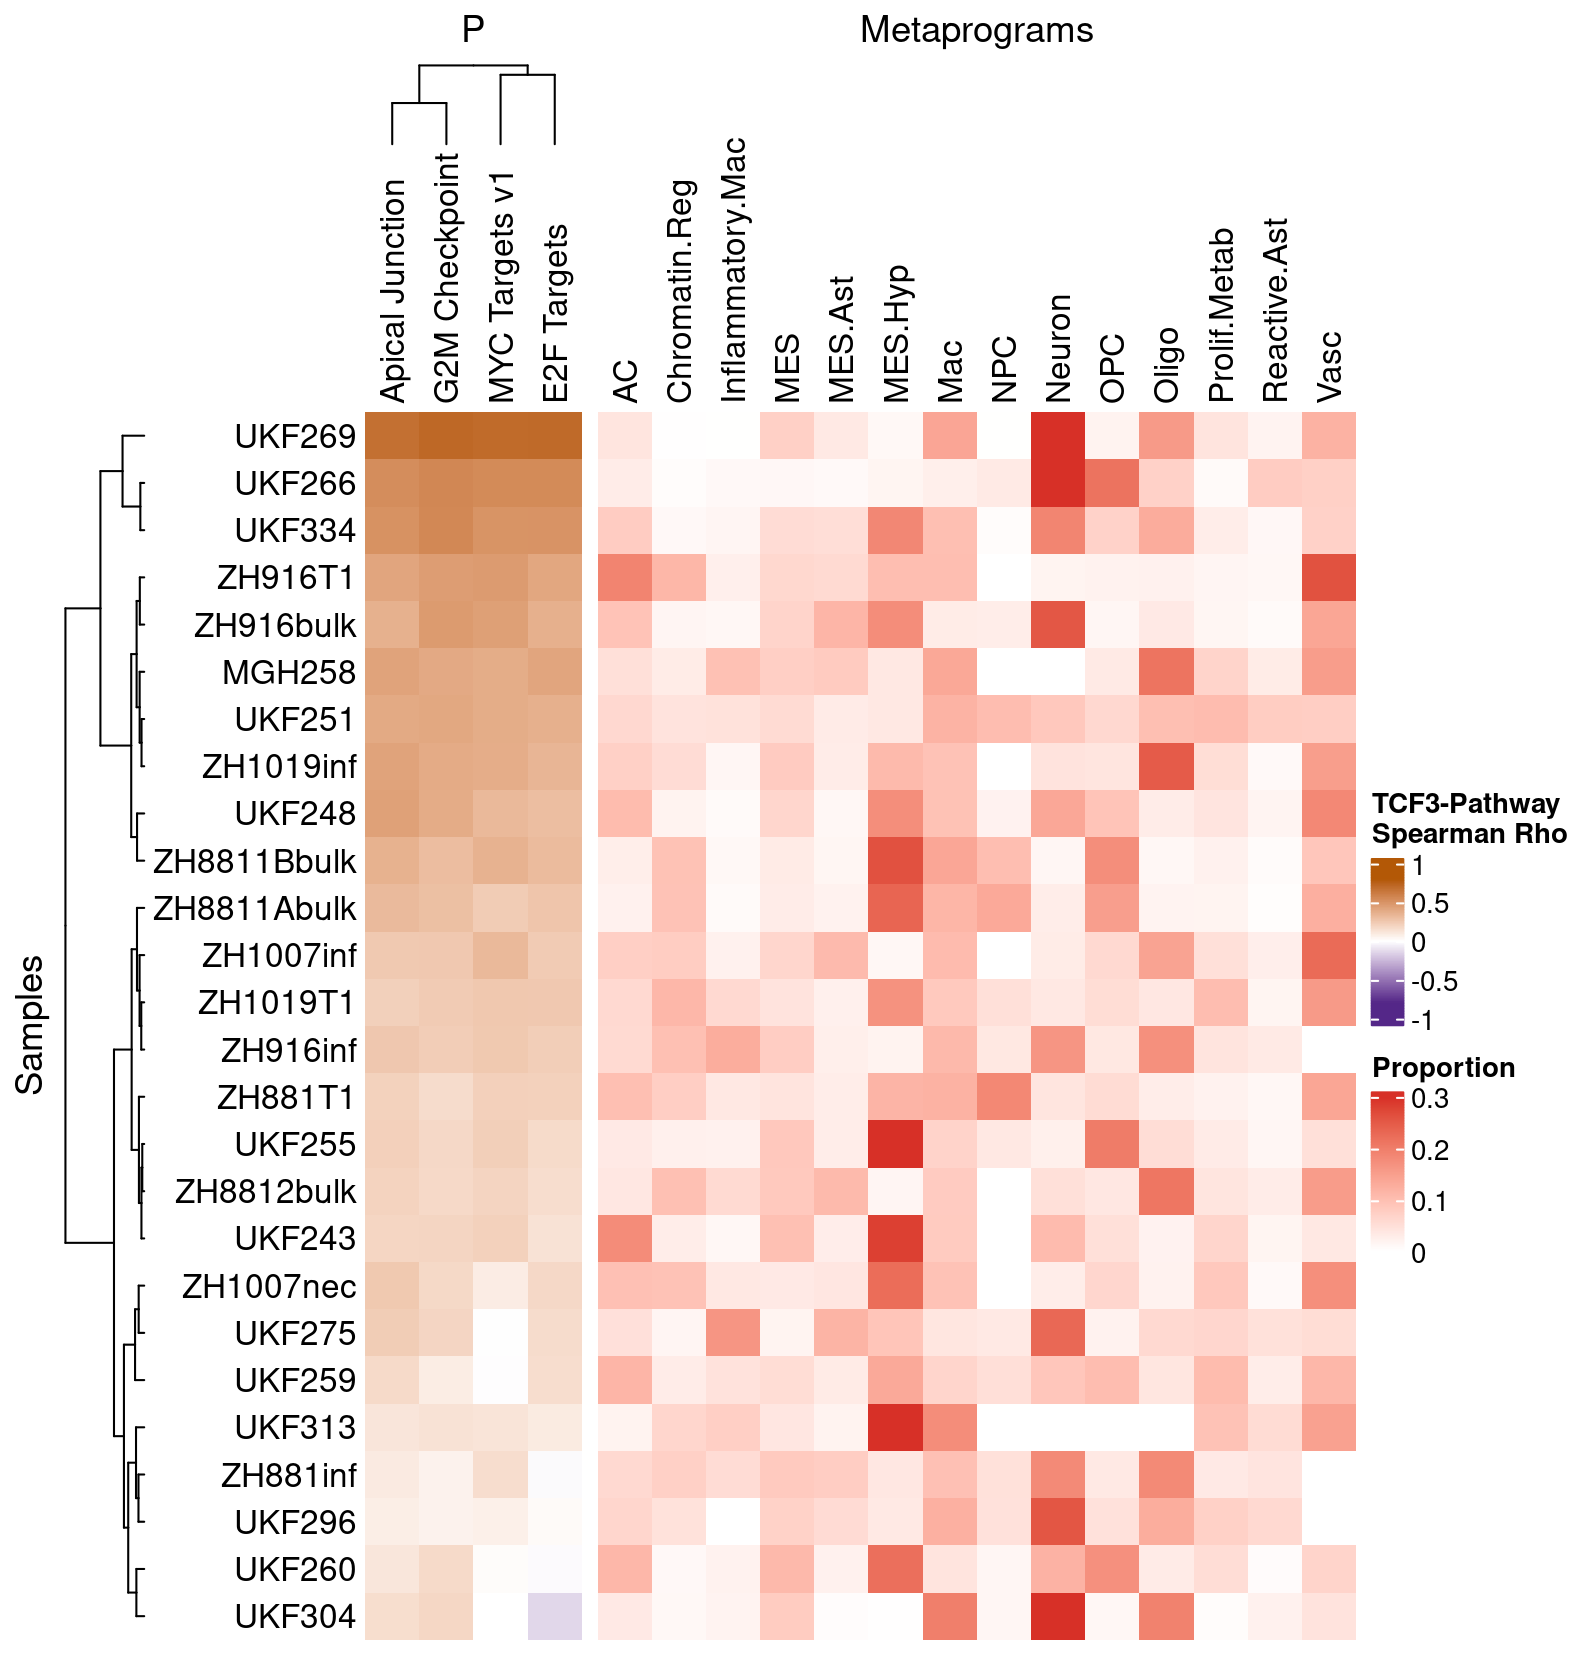 P
Metaprograms
Apical Junction
G2M Checkpoint
MYC Targets v1
E2F Targets
AC
Chromatin.Reg
Inflammatory.Mac
MES
MES.Ast
MES.Hyp
Mac
NPC
Neuron
OPC
Oligo
Prolif.Metab
Reactive.Ast
Vasc
Samples
UKF269
UKF266
UKF334
ZH916T1
ZH916bulk
MGH258
UKF251
ZH1019inf
UKF248
ZH8811Bbulk
ZH8811Abulk
ZH1007inf
ZH1019T1
ZH916inf
ZH881T1
UKF255
ZH8812bulk
UKF243
ZH1007nec
UKF275
UKF259
UKF313
ZH881inf
UKF296
UKF260
UKF304
TCF3-Pathway
Spearman Rho
1
0.5
0
-0.5
-1
Proportion
0.3
0.2
0.1
0